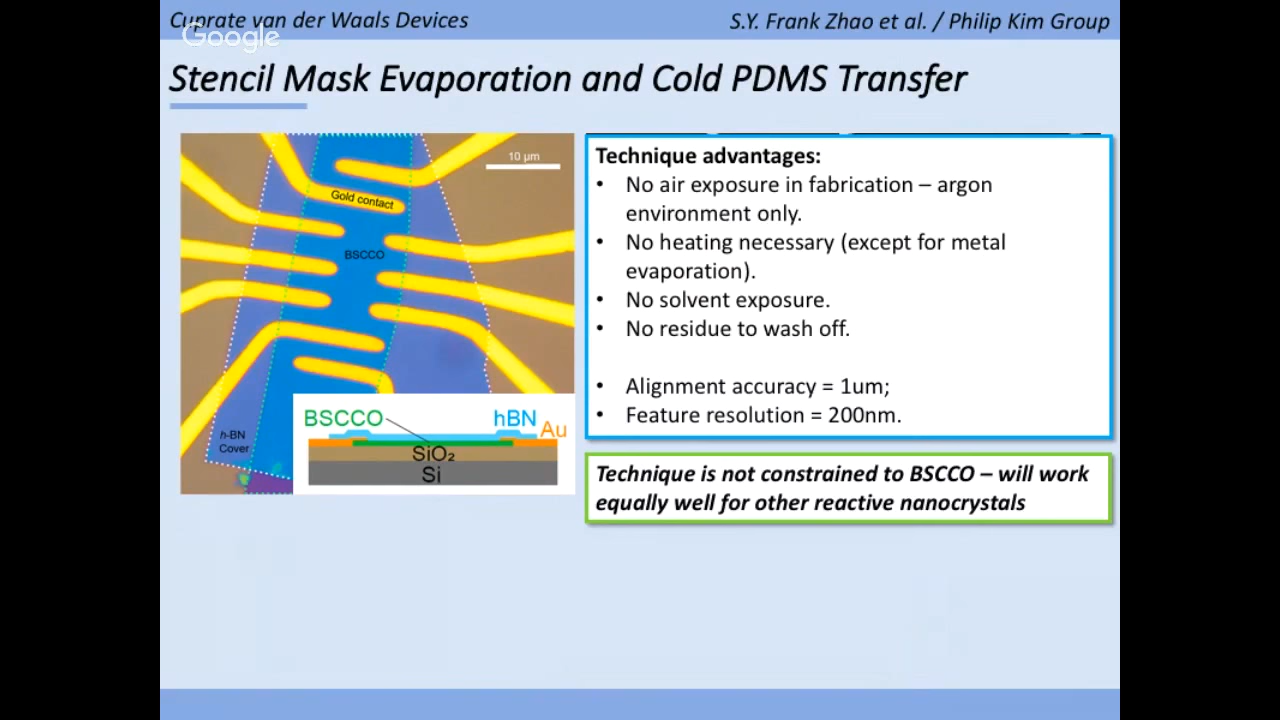 Cuprate van der Waals Devices
S.Y. Frank Zhao et al. / Philip Kim Group
Google
Stencil Mask Evaporation and Cold PDMS Transfer
10 µm
Gold contact
BSCCO
h-BN
Cover
BSCCO
hBN
Au
SiO₂
Si
Technique advantages:
• No air exposure in fabrication – argon
environment only.
• No heating necessary (except for metal
evaporation).
• No solvent exposure.
• No residue to wash off.
• Alignment accuracy = 1um;
• Feature resolution = 200nm.
Technique is not constrained to BSCCO – will work
equally well for other reactive nanocrystals